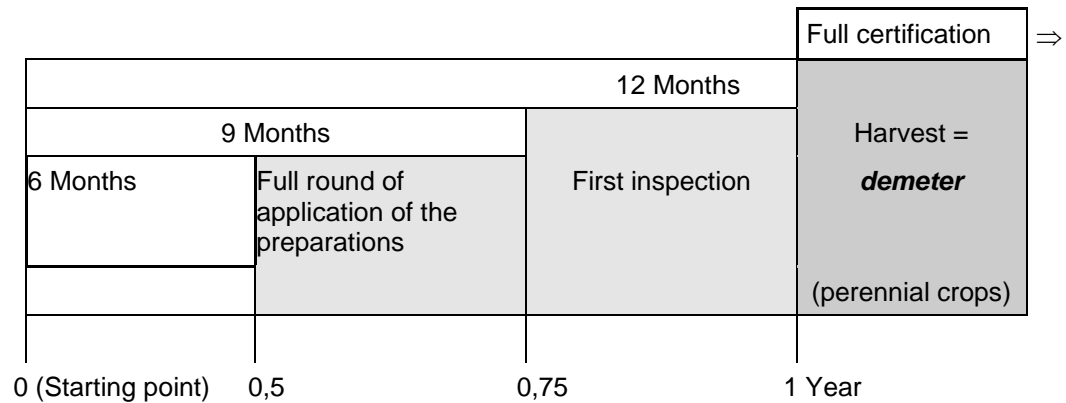 Full certification ⇒
12 Months
9 Months
Harvest =
6 Months
Full round of
application of the
preparations
First inspection
demeter
(perennial crops)
0 (Starting point)
0,5
0,75
1 Year